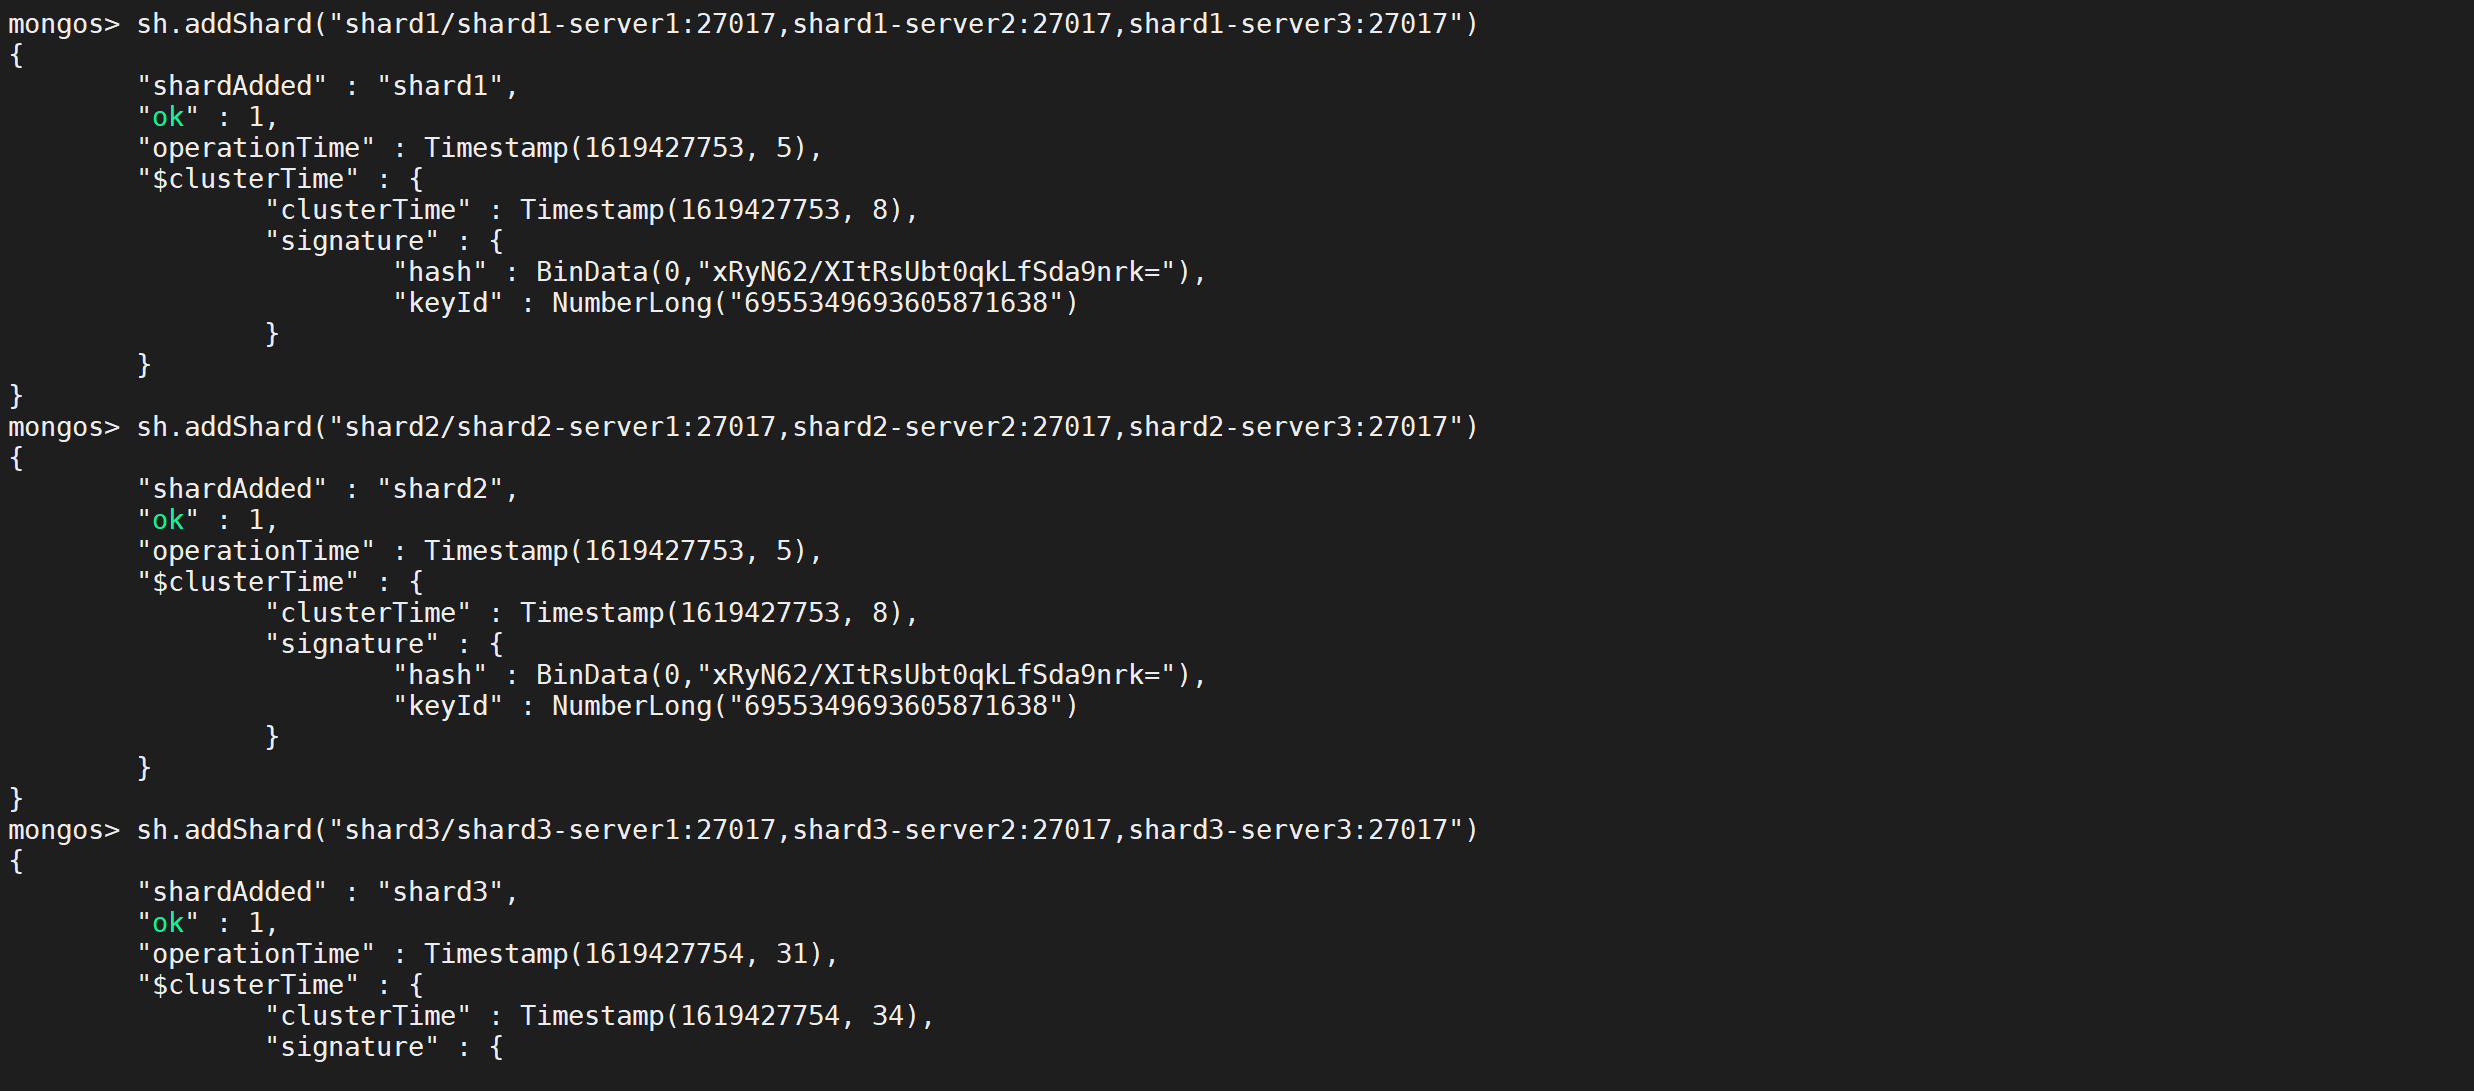 mongos> sh.addShard("shard1/shard1-server1:27017,shard1-server2:27017,shard1-server3:27017")
{
        "shardAdded" : "shard1",
        "ok" : 1,
        "operationTime" : Timestamp(1619427753, 5),
        "$clusterTime" : {
                "clusterTime" : Timestamp(1619427753, 8),
                "signature" : {
                        "hash" : BinData(0,"xRyN62/XItRsUbt0qkLfSda9nrk="),
                        "keyId" : NumberLong("6955349693605871638")
                }
        }
}
mongos> sh.addShard("shard2/shard2-server1:27017,shard2-server2:27017,shard2-server3:27017")
{
        "shardAdded" : "shard2",
        "ok" : 1,
        "operationTime" : Timestamp(1619427753, 5),
        "$clusterTime" : {
                "clusterTime" : Timestamp(1619427753, 8),
                "signature" : {
                        "hash" : BinData(0,"xRyN62/XItRsUbt0qkLfSda9nrk="),
                        "keyId" : NumberLong("6955349693605871638")
                }
        }
}
mongos> sh.addShard("shard3/shard3-server1:27017,shard3-server2:27017,shard3-server3:27017")
{
        "shardAdded" : "shard3",
        "ok" : 1,
        "operationTime" : Timestamp(1619427754, 31),
        "$clusterTime" : {
                "clusterTime" : Timestamp(1619427754, 34),
                "signature" : {